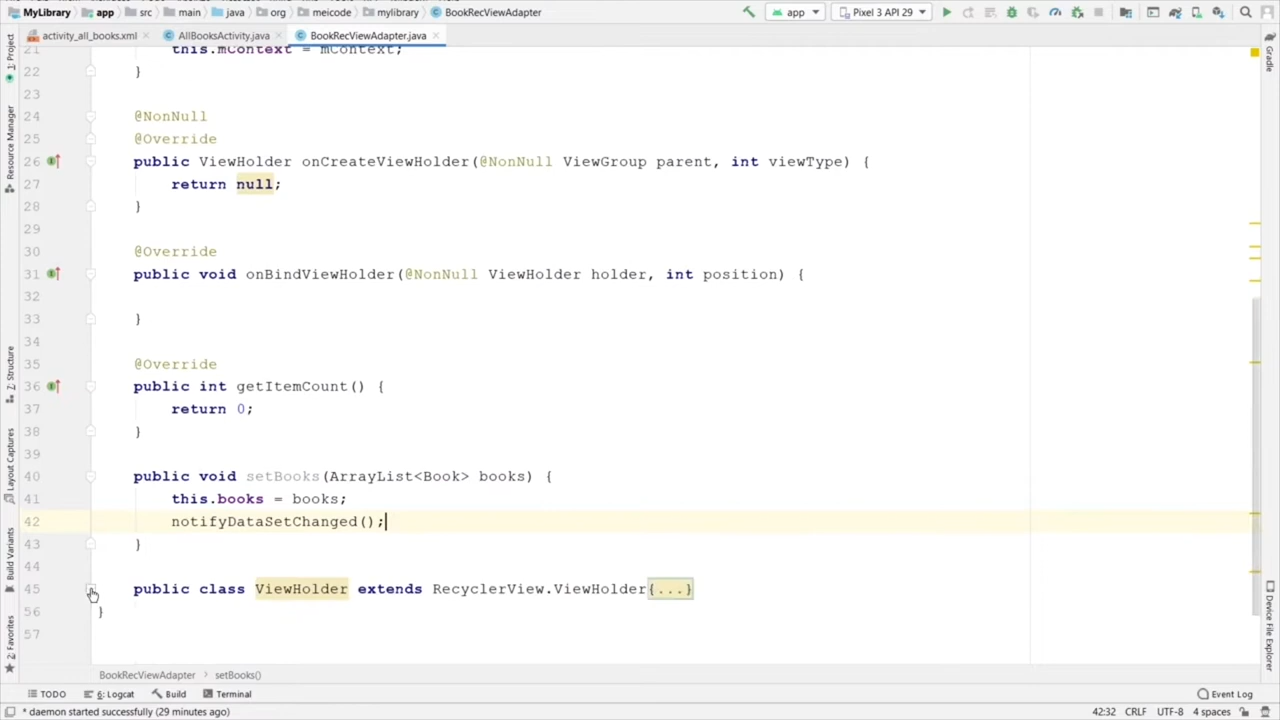 MyLibrary app src main java org meicode mylibrary BookRecViewAdapter app Pixel 3 API 29
activity_all_books.xml AllBooksActivity.java BookRecViewAdapter.java
1: Project
Resource Manager
Z: Structure
Layout Captures
Build Variants
2: Favorites
21 this.mContext = mContext;
22 }
23
24 @NonNull
25 @Override
26 public ViewHolder onCreateViewHolder(@NonNull ViewGroup parent, int viewType) {
27 return null;
28 }
29
30 @Override
31 public void onBindViewHolder(@NonNull ViewHolder holder, int position) {
32
33 }
34
35 @Override
36 public int getItemCount() {
37 return 0;
38 }
39
40 public void setBooks(ArrayList<Book> books) {
41 this.books = books;
42 notifyDataSetChanged();
43 }
44
45 public class ViewHolder extends RecyclerView.ViewHolder{...}
56 }
57
Gradle
Device File Explorer
BookRecViewAdapter setBooks()
TODO 6: Logcat Build Terminal Event Log
* daemon started successfully (29 minutes ago) 42:32 CRLF UTF-8 4 spaces